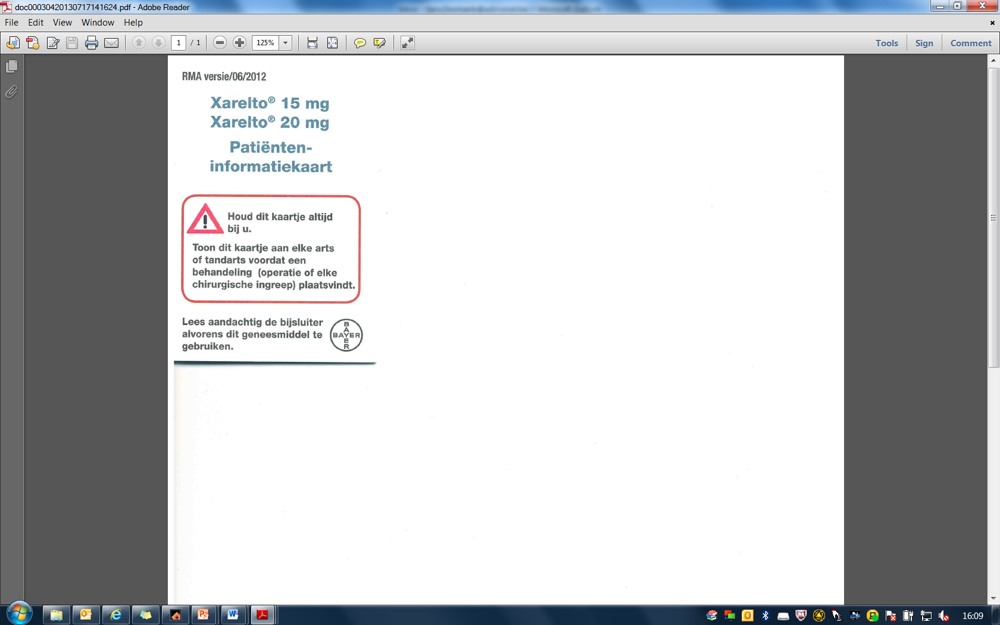 doc00030420130717141624.pdf - Adobe Reader
File Edit View Window Help
1 / 1 125% Tools Sign Comment
RMA versie/06/2012
Xarelto® 15 mg
Xarelto® 20 mg
Patiënten-
informatiekaart
Houd dit kaartje altijd
bij u.
Toon dit kaartje aan elke arts
of tandarts voordat een
behandeling (operatie of elke
chirurgische ingreep) plaatsvindt.
Lees aandachtig de bijsluiter
alvorens dit geneesmiddel te
gebruiken.
BAYER
BAYER
16:09